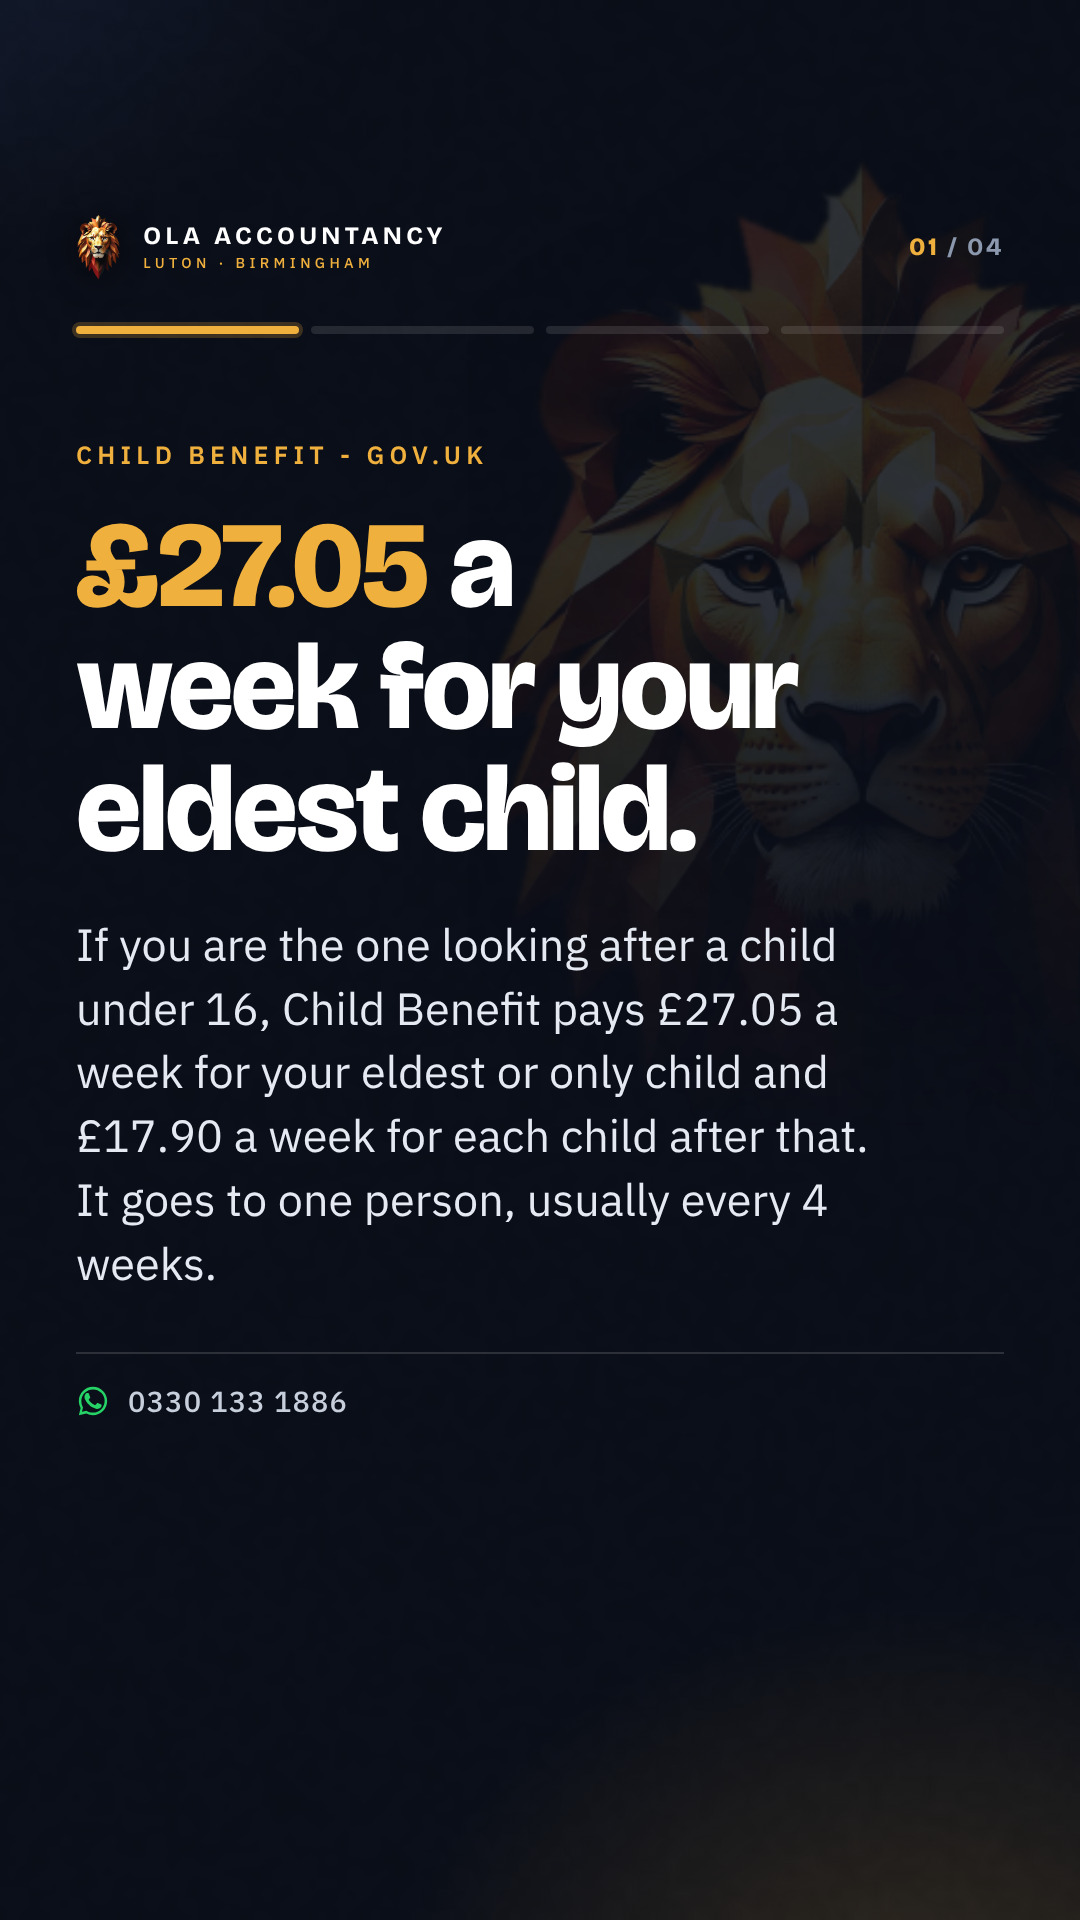 OLA ACCOUNTANCY
LUTON · BIRMINGHAM
01 / 04
CHILD BENEFIT - GOV.UK
£27.05 a
week for your
eldest child.
If you are the one looking after a child
under 16, Child Benefit pays £27.05 a
week for your eldest or only child and
£17.90 a week for each child after that.
It goes to one person, usually every 4
weeks.
0330 133 1886